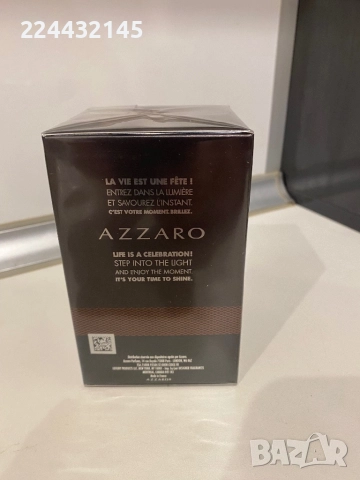 224432145
LA VIE EST UNE FÊTE !
ENTREZ DANS LA LUMIÈRE
ET SAVOUREZ L'INSTANT.
C'EST VOTRE MOMENT. BRILLEZ.
AZZARO
LIFE IS A CELEBRATION!
STEP INTO THE LIGHT
AND ENJOY THE MOMENT.
IT'S YOUR TIME TO SHINE.
bazar
БГ